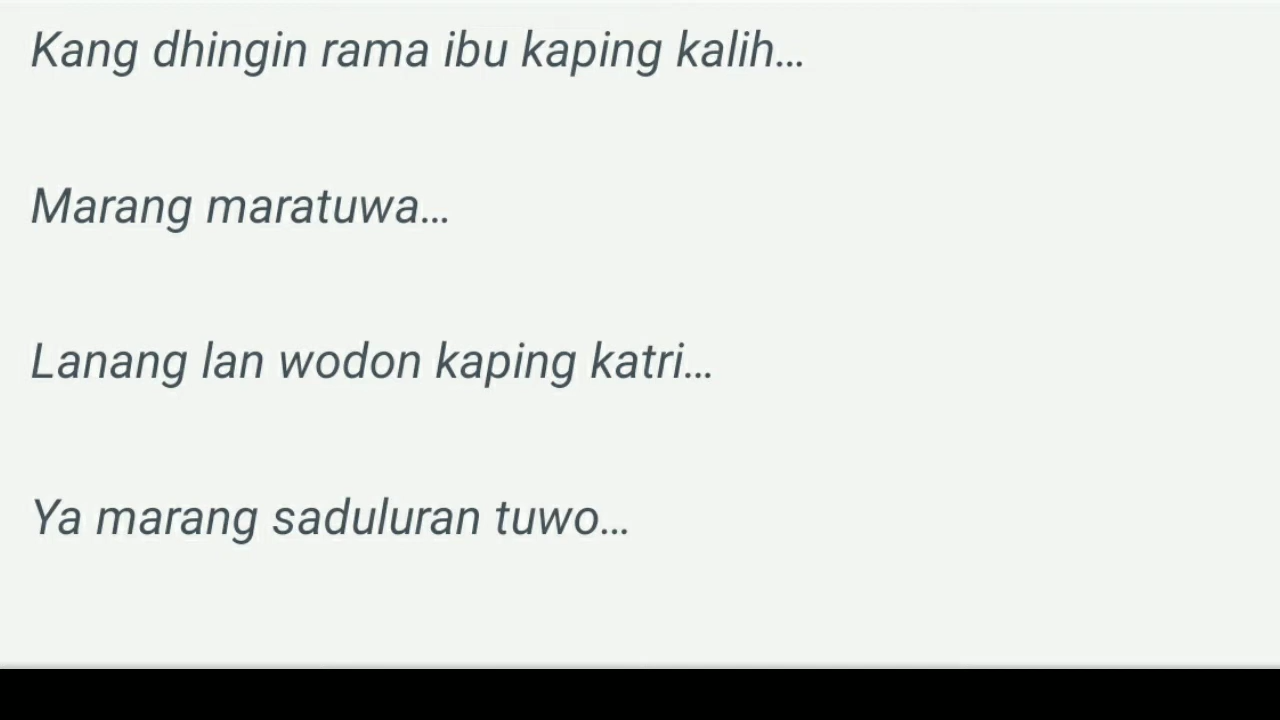 Kang dhingin rama ibu kaping kalih...
Marang maratuwa...
Lanang lan wodon kaping katri...
Ya marang saduluran tuwo...